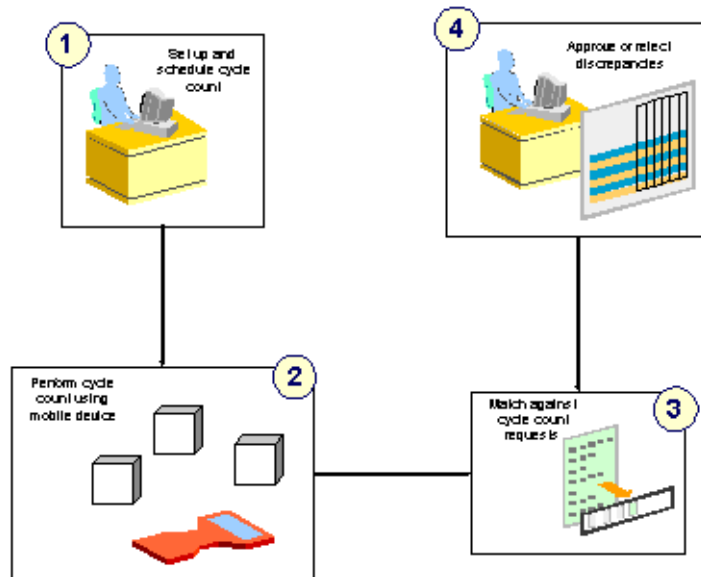 1
Set up and
schedule cycle
count
2
Perform cycle
count using
mobile device
3
Match against
cycle count
requests
4
Approve or reject
discrepancies